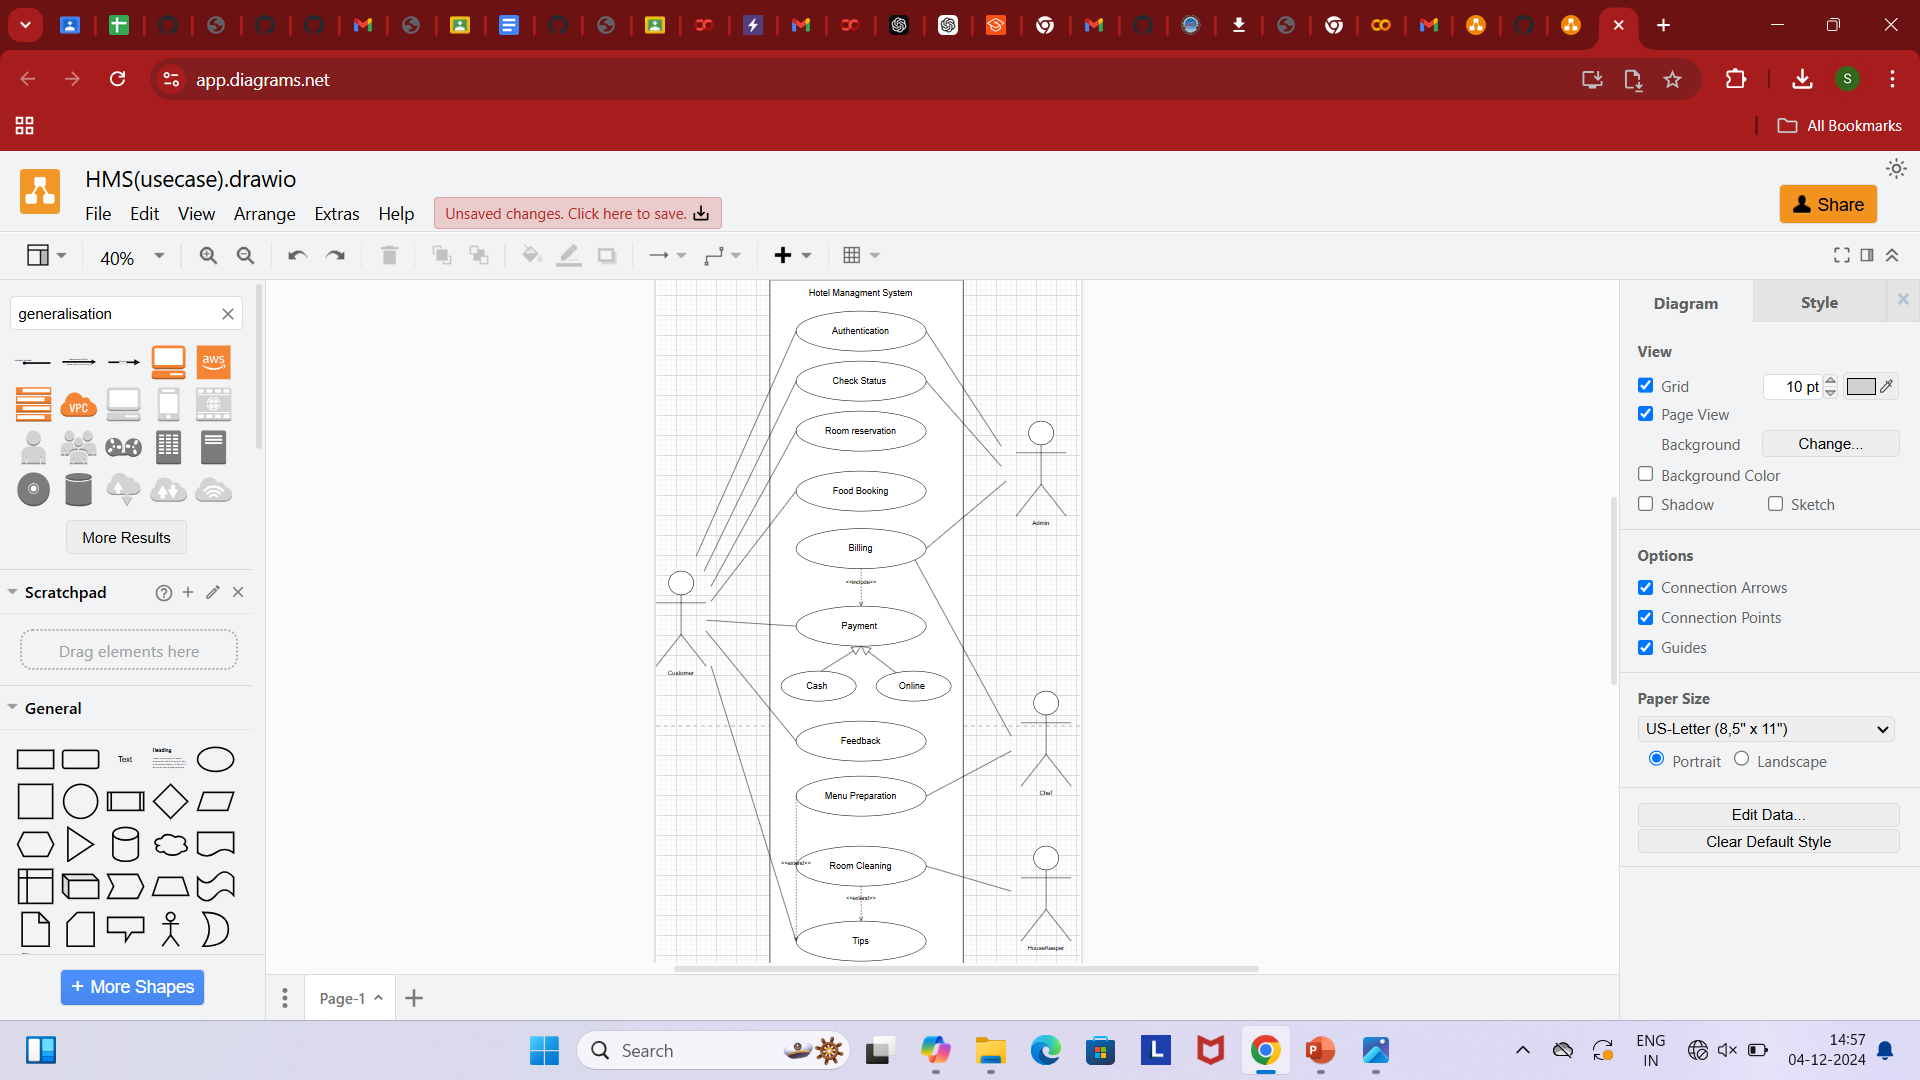 app.diagrams.net
S
All Bookmarks
HMS(usecase).drawio
File Edit View Arrange Extras Help
Unsaved changes. Click here to save.
Share
40%
generalisation
aws
VPC
More Results
Scratchpad
Drag elements here
General
Text
Heading
+ More Shapes
Hotel Managment System
Authentication
Check Status
Room reservation
Food Booking
Billing
<<include>>
Payment
Cash
Online
Feedback
Menu Preparation
<<extend>>
Room Cleaning
<<extend>>
Tips
Customer
Admin
Chef
HouseKeeper
Page-1
Diagram
Style
View
Grid
10 pt
Page View
Background
Change...
Background Color
Shadow
Sketch
Options
Connection Arrows
Connection Points
Guides
Paper Size
US-Letter (8,5" x 11")
Portrait
Landscape
Edit Data...
Clear Default Style
Search
L
P
ENG
IN
14:57
04-12-2024